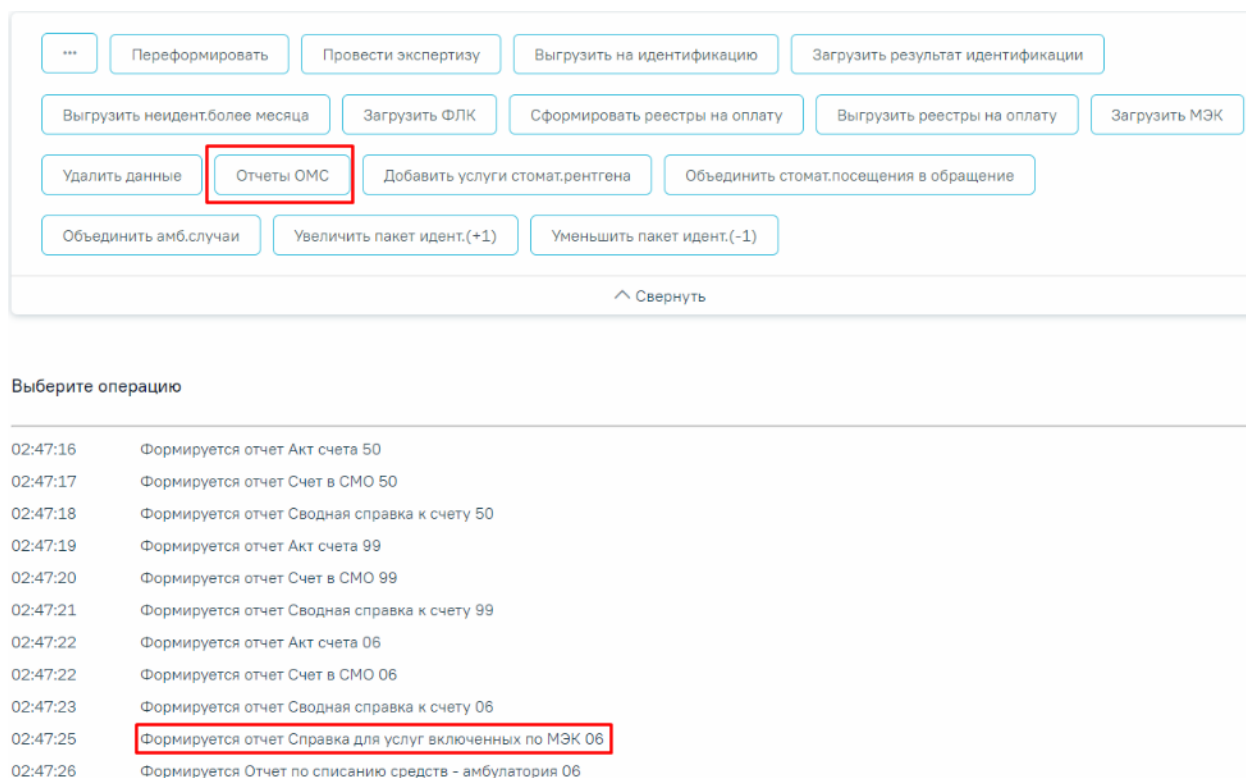 ... Переформировать Провести экспертизу Выгрузить на идентификацию Загрузить результат идентификации
Выгрузить неидент.более месяца Загрузить ФЛК Сформировать реестры на оплату Выгрузить реестры на оплату Загрузить МЭК
Удалить данные Отчеты ОМС Добавить услуги стомат.рентгена Объединить стомат.посещения в обращение
Объединить амб.случаи Увеличить пакет идент.(+1) Уменьшить пакет идент.(-1)
Свернуть
Выберите операцию
02:47:16 Формируется отчет Акт счета 50
02:47:17 Формируется отчет Счет в СМО 50
02:47:18 Формируется отчет Сводная справка к счету 50
02:47:19 Формируется отчет Акт счета 99
02:47:20 Формируется отчет Счет в СМО 99
02:47:21 Формируется отчет Сводная справка к счету 99
02:47:22 Формируется отчет Акт счета 06
02:47:22 Формируется отчет Счет в СМО 06
02:47:23 Формируется отчет Сводная справка к счету 06
02:47:25 Формируется отчет Справка для услуг включенных по МЭК 06
02:47:26 Формируется Отчет по списанию средств - амбулатория 06